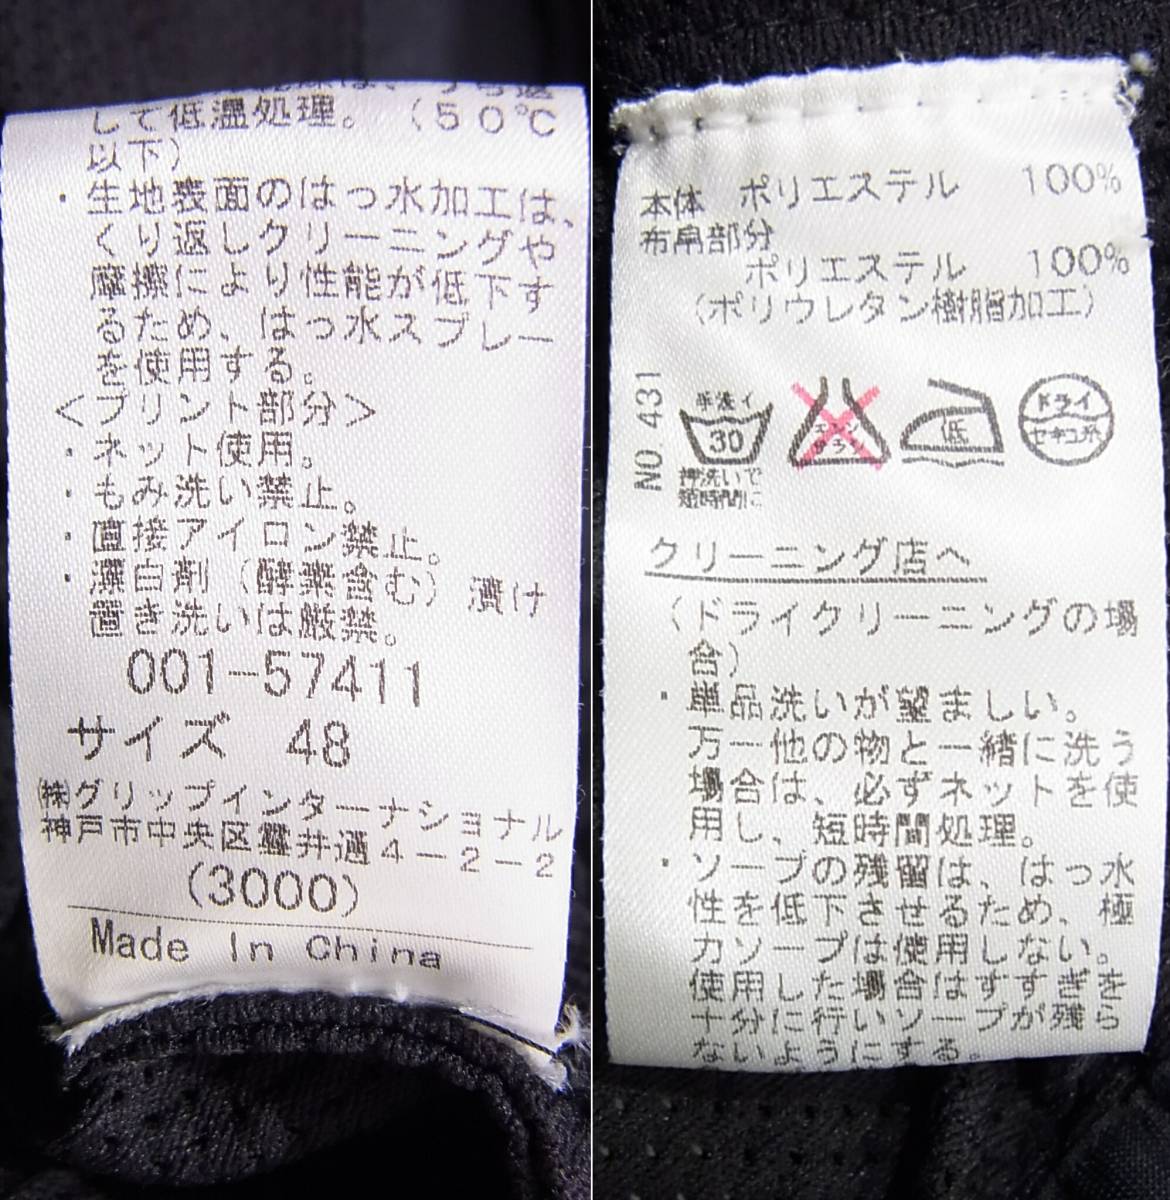 して低温処理。（５０℃
以下）
・生地表面のはっ水加工は、
くり返しクリーニングや
摩擦により性能が低下す
るため、はっ水スプレー
を使用する。
＜プリント部分＞
・ネット使用。
・もみ洗い禁止。
・直接アイロン禁止。
・漂白剤（酵素含む）漬け
置き洗いは厳禁。
001-57411
サイズ 48
㈱グリップインターナショナル
神戸市中央区雲井通４－２－２
(3000)
Made In China
本体 ポリエステル 100%
布帛部分
ポリエステル 100%
（ポリウレタン樹脂加工）
NO.431
手洗イ
30
押洗いで
短時間に
エンソ
サラシ
低
ドライ
セキユ系
クリーニング店へ
（ドライクリーニングの場
合）
・単品洗いが望ましい。
万一他の物と一緒に洗う
場合は、必ずネットを使
用し、短時間処理。
・ソープの残留は、はっ水
性を低下させるため、極
力ソープは使用しない。
使用した場合はすすぎを
十分に行いソープが残ら
ないようにする。